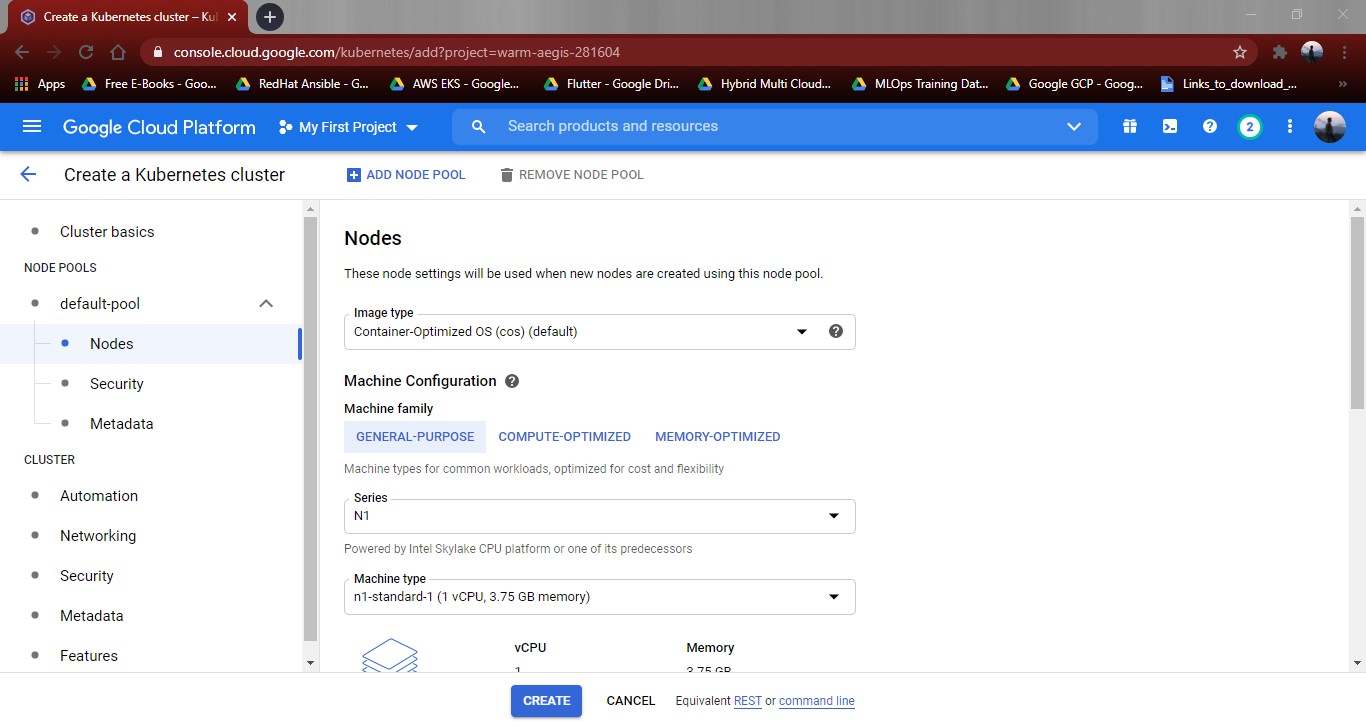 Create a Kubernetes cluster – Ku
console.cloud.google.com/kubernetes/add?project=warm-aegis-281604
Apps Free E-Books - Goo... RedHat Ansible - G... AWS EKS - Google... Flutter - Google Dri... Hybrid Multi Cloud... MLOps Training Dat... Google GCP - Goog... Links_to_download_... »
Google Cloud Platform My First Project Search products and resources 2
Create a Kubernetes cluster ADD NODE POOL REMOVE NODE POOL
Cluster basics
NODE POOLS
default-pool
Nodes
Security
Metadata
CLUSTER
Automation
Networking
Security
Metadata
Features
Nodes
These node settings will be used when new nodes are created using this node pool.
Image type
Container-Optimized OS (cos) (default)
Machine Configuration
Machine family
GENERAL-PURPOSE COMPUTE-OPTIMIZED MEMORY-OPTIMIZED
Machine types for common workloads, optimized for cost and flexibility
Series
N1
Powered by Intel Skylake CPU platform or one of its predecessors
Machine type
n1-standard-1 (1 vCPU, 3.75 GB memory)
vCPU Memory
1 3.75 GB
CREATE CANCEL Equivalent REST or command line